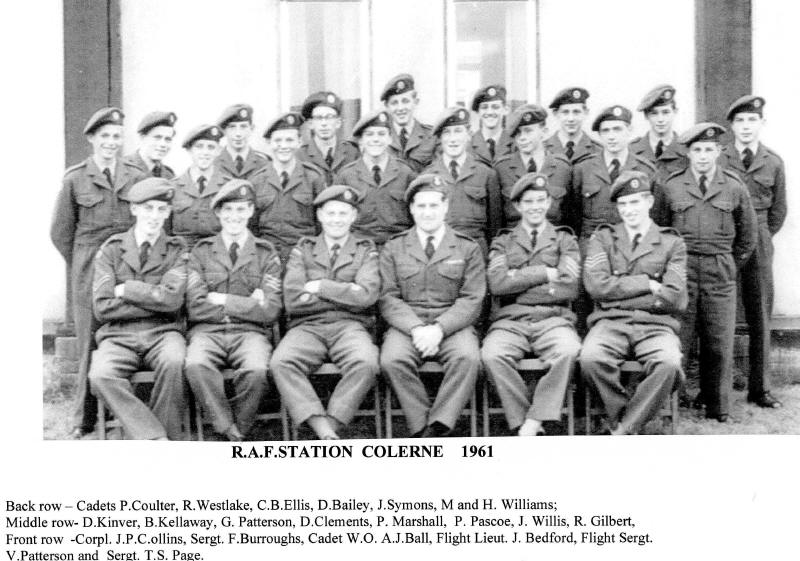 R.A.F.STATION COLERNE 1961
Back row – Cadets P.Coulter, R.Westlake, C.B.Ellis, D.Bailey, J.Symons, M and H. Williams;
Middle row- D.Kinver, B.Kellaway, G. Patterson, D.Clements, P. Marshall, P. Pascoe, J. Willis, R. Gilbert,
Front row -Corpl. J.P.C.ollins, Sergt. F.Burroughs, Cadet W.O. A.J.Ball, Flight Lieut. J. Bedford, Flight Sergt.
V.Patterson and Sergt. T.S. Page.